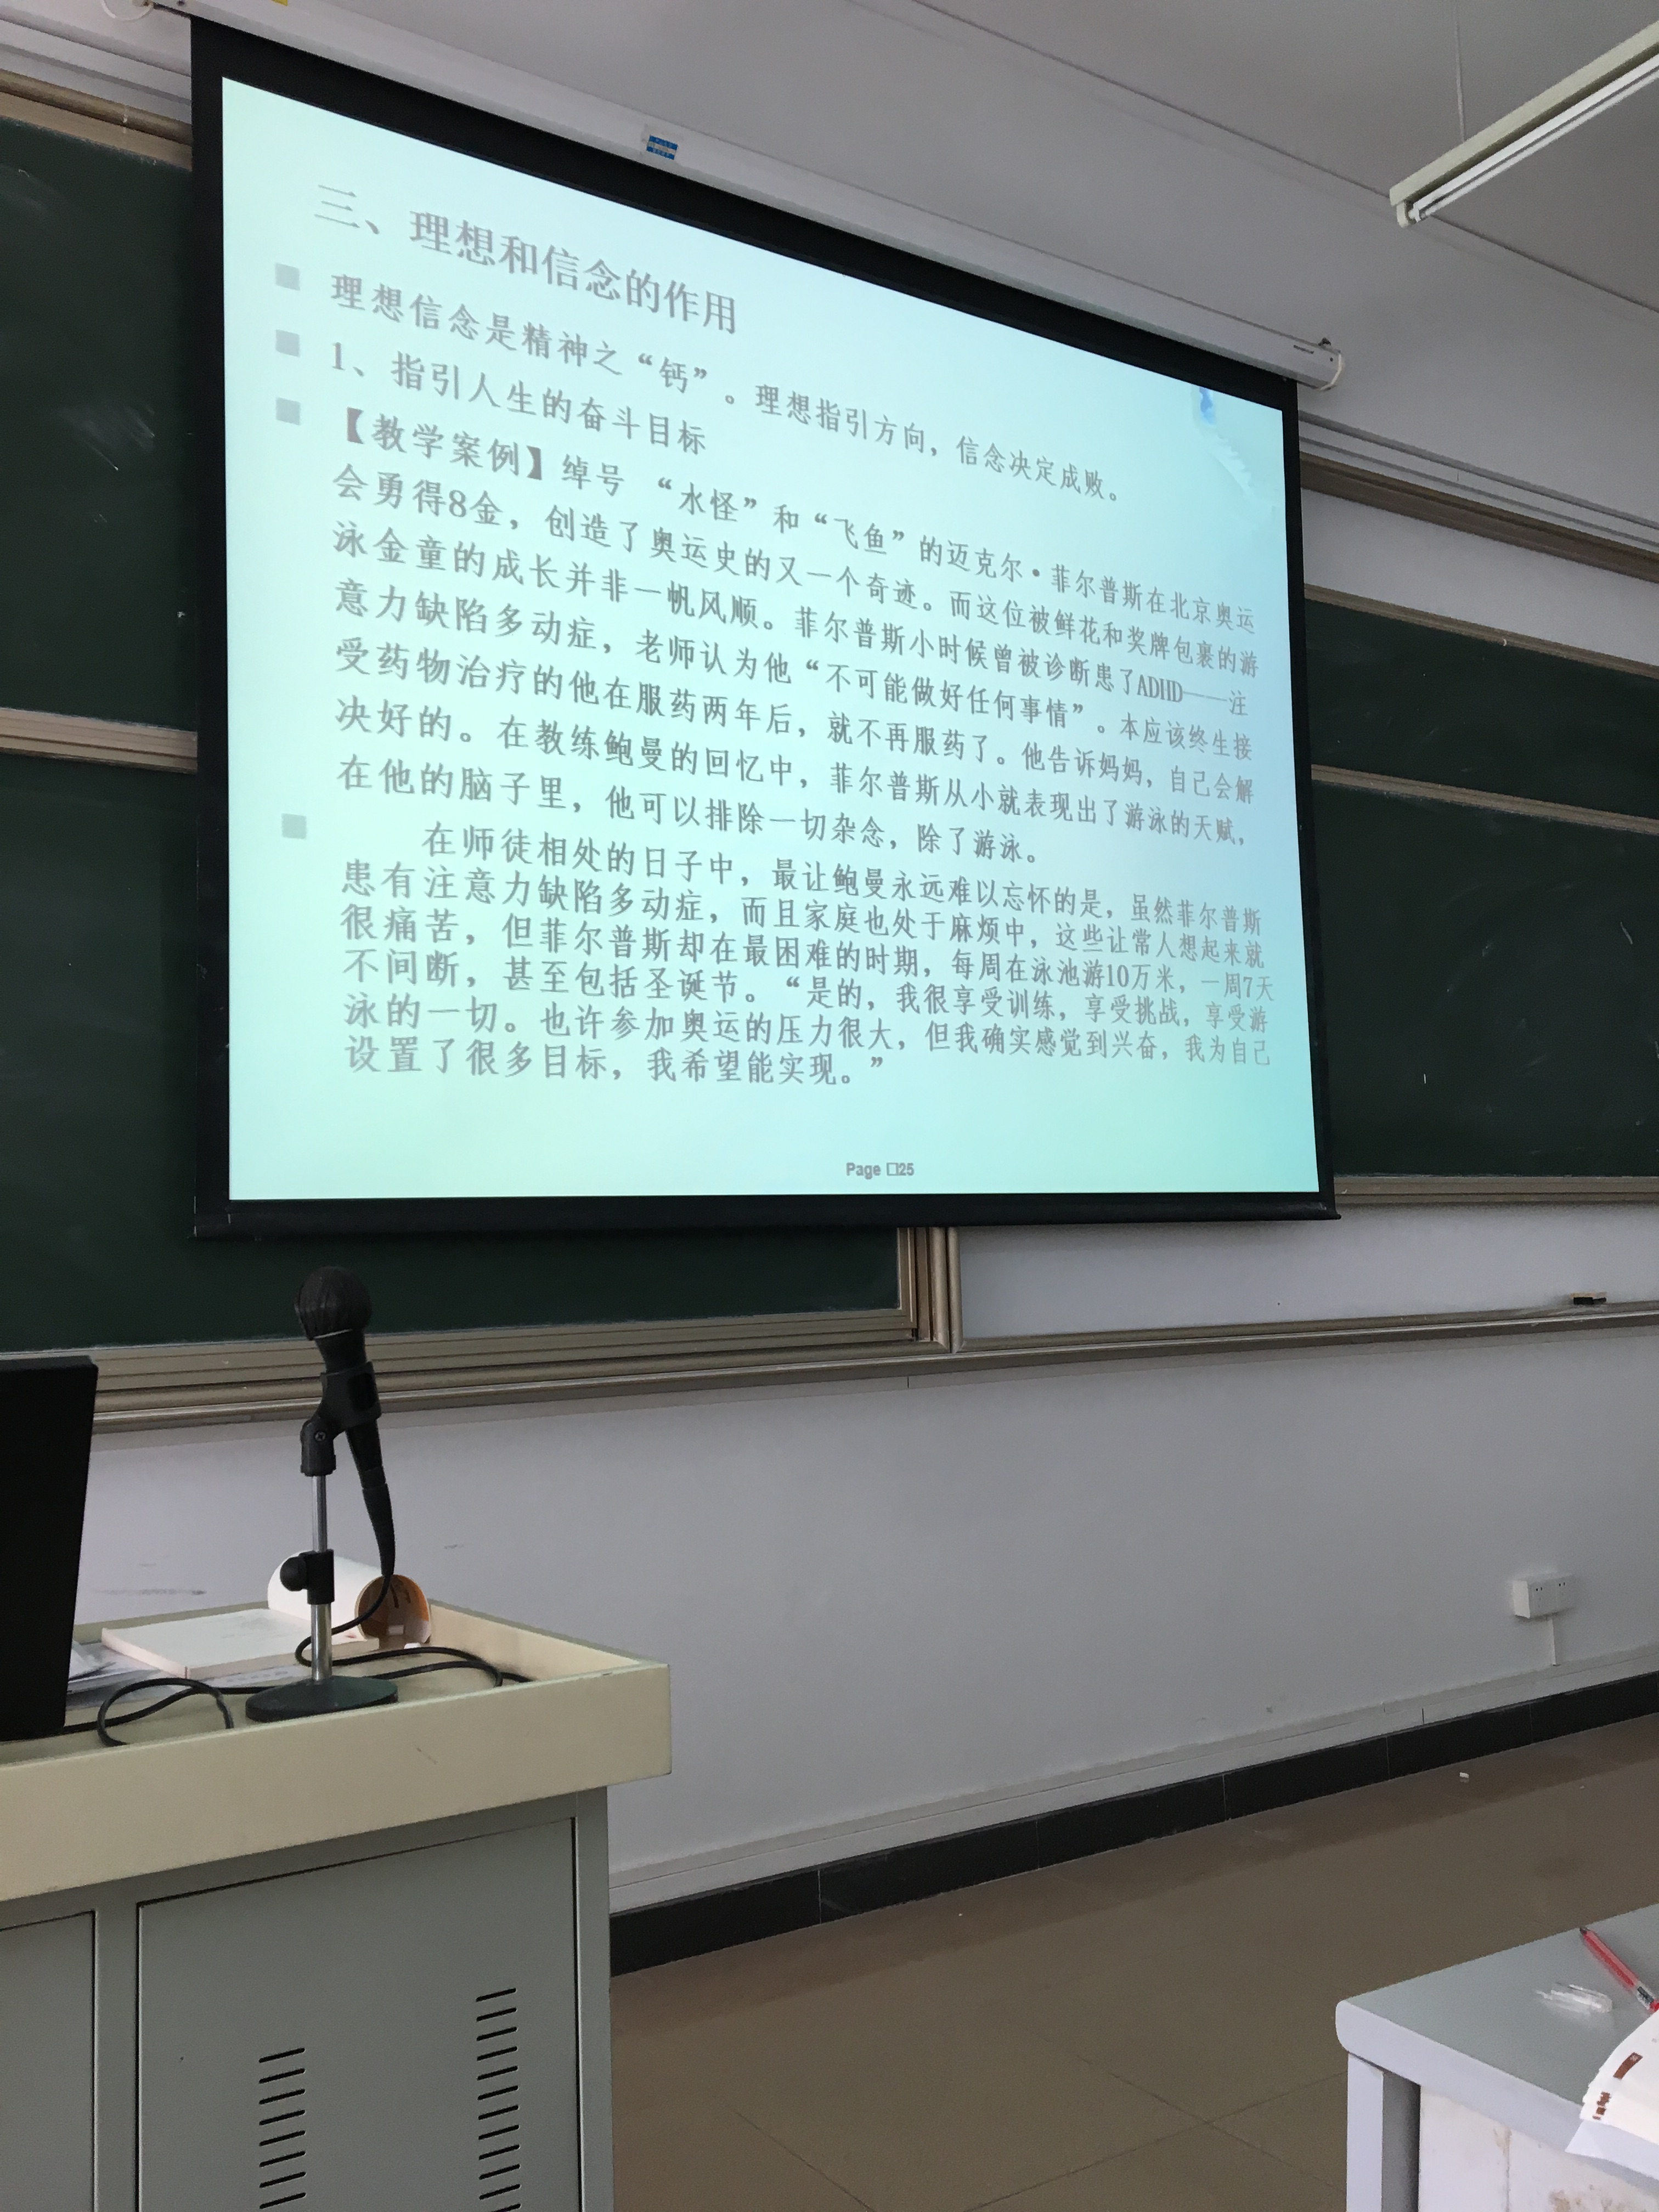 三、理想和信念的作用
理想信念是精神之“钙”。理想指引方向，信念决定成败。
1、指引人生的奋斗目标
【教学案例】绰号 “水怪”和“飞鱼”的迈克尔·菲尔普斯在北京奥运
会勇得8金，创造了奥运史的又一个奇迹。而这位被鲜花和奖牌包裹的游
泳金童的成长并非一帆风顺。菲尔普斯小时候曾被诊断患了ADHD——注
意力缺陷多动症，老师认为他“不可能做好任何事情”。本应该终生接
受药物治疗的他在服药两年后，就不再服药了。他告诉妈妈，自己会解
决好的。在教练鲍曼的回忆中，菲尔普斯从小就表现出了游泳的天赋，
在他的脑子里，他可以排除一切杂念，除了游泳。
在师徒相处的日子中，最让鲍曼永远难以忘怀的是，虽然菲尔普斯
患有注意力缺陷多动症，而且家庭也处于麻烦中，这些让常人想起来就
很痛苦，但菲尔普斯却在最困难的时期，每周在泳池游10万米，一周7天
不间断，甚至包括圣诞节。“是的，我很享受训练，享受挑战，享受游
泳的一切。也许参加奥运的压力很大，但我确实感觉到兴奋，我为自己
设置了很多目标，我希望能实现。”
Page □25